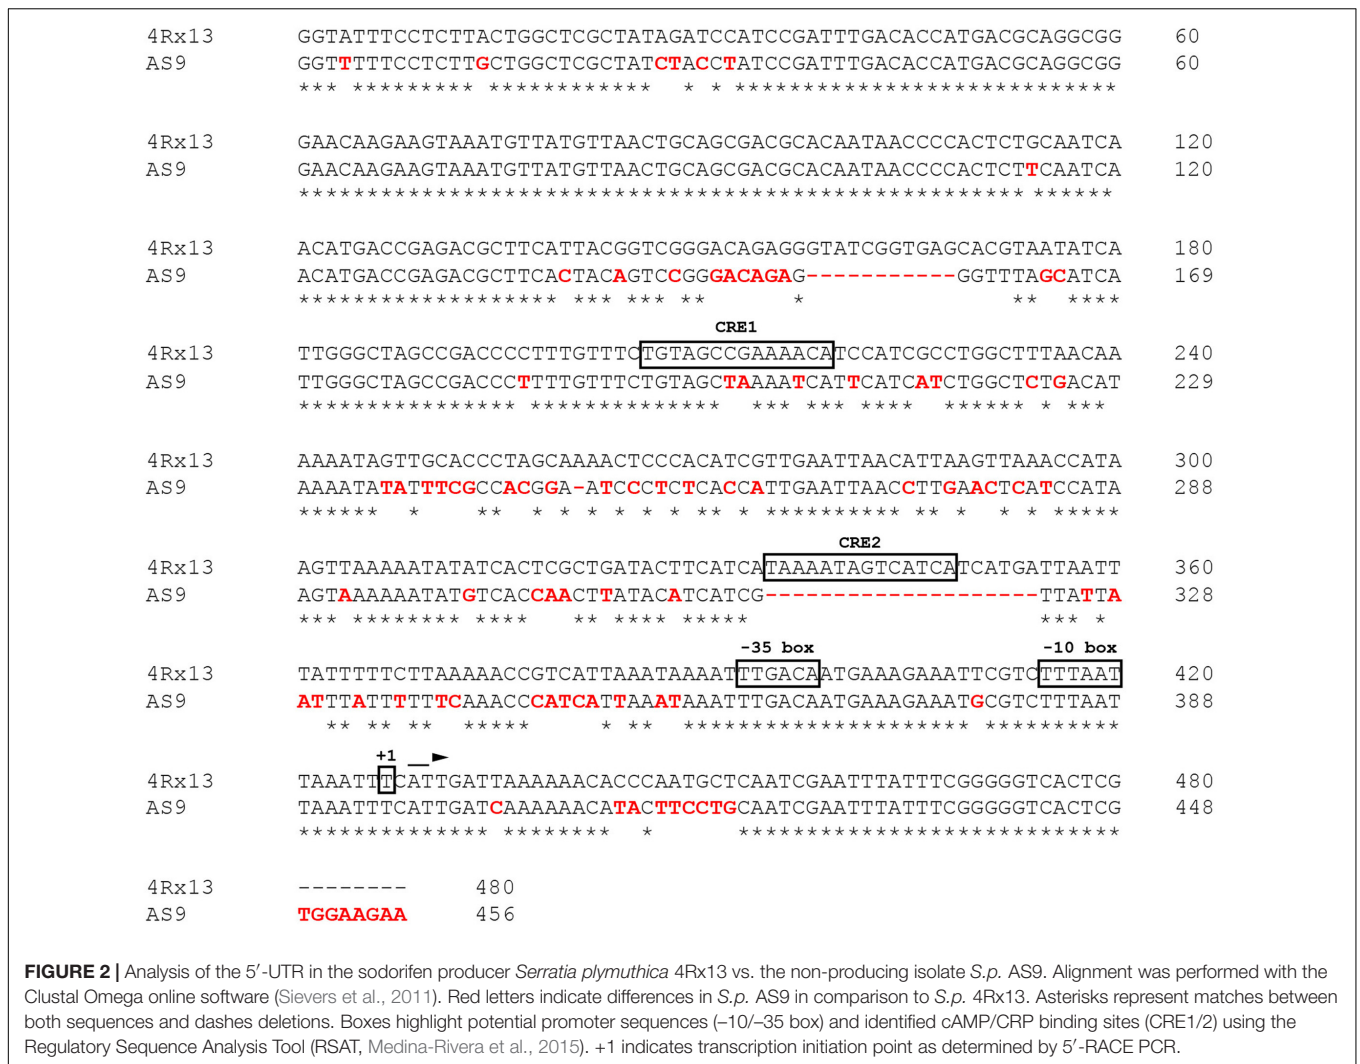 4Rx13 GGTATTTCCTCTTACTGGCTCGCTATAGATCCATCCGATTTGACACCATGACGCAGGCGG 60
AS9 GGTTTTTCCTCTTGCTGGCTCGCTATCTACCTATCCGATTTGACACCATGACGCAGGCGG 60
*** ********* ************ * * ****************************
4Rx13 GAACAAGAAGTAAATGTTATGTTAACTGCAGCGACGCACAATAACCCCACTCTGCAATCA 120
AS9 GAACAAGAAGTAAATGTTATGTTAACTGCAGCGACGCACAATAACCCCACTCTTCAATCA 120
***************************************************** ******
4Rx13 ACATGACCGAGACGCTTCATTACGGTCGGGACAGAGGGTATCGGTGAGCACGTAATATCA 180
AS9 ACATGACCGAGACGCTTCACTACAGTCCGGGACAGAG-----------GGTTTAGCATCA 169
******************* *** *** ** * ** ****
CRE1
4Rx13 TTGGGCTAGCCGACCCCTTTGTTTCTGTAGCCGAAAACATCCATCGCCTGGCTTTAACAA 240
AS9 TTGGGCTAGCCGACCCTTTTGTTTCTGTAGCTAAAATCATTCATCATCTGGCTCTGACAT 229
**************** ************** *** *** **** ****** * ***
4Rx13 AAAATAGTTGCACCCTAGCAAAACTCCCACATCGTTGAATTAACATTAAGTTAAACCATA 300
AS9 AAAATATATTTCGCCACGGA-ATCCCTCTCACCATTGAATTAACCTTGAACTCATCCATA 288
****** * ** * * * * * ** * ********** ** * * * *****
CRE2
4Rx13 AGTTAAAAATATATCACTCGCTGATACTTCATCATAAAATAGTCATCATCATGATTAATT 360
AS9 AGTAAAAAATATGTCACCAACTTATACATCATCG--------------------TTATTA 328
*** ******** **** ** **** ***** *** *
-35 box -10 box
4Rx13 TATTTTTCTTAAAAACCGTCATTAAATAAAATTTGACAATGAAAGAAATTCGTCTTTAAT 420
AS9 ATTTATTTTTTCAAACCCATCATTAAATAAATTTGACAATGAAAGAAATGCGTCTTTAAT 388
** ** ** ***** * ** ****************** **********
+1
4Rx13 TAAATTTCATTGATTAAAAAACACCCAATGCTCAATCGAATTTATTTCGGGGGTCACTCG 480
AS9 TAAATTTCATTGATCAAAAAACATACTTCCTGCAATCGAATTTATTTCGGGGGTCACTCG 448
************** ******** * ****************************
4Rx13 -------- 480
AS9 TGGAAGAA 456
FIGURE 2 | Analysis of the 5′-UTR in the sodorifen producer Serratia plymuthica 4Rx13 vs. the non-producing isolate S.p. AS9. Alignment was performed with the
Clustal Omega online software (Sievers et al., 2011). Red letters indicate differences in S.p. AS9 in comparison to S.p. 4Rx13. Asterisks represent matches between
both sequences and dashes deletions. Boxes highlight potential promoter sequences (–10/–35 box) and identified cAMP/CRP binding sites (CRE1/2) using the
Regulatory Sequence Analysis Tool (RSAT, Medina-Rivera et al., 2015). +1 indicates transcription initiation point as determined by 5′-RACE PCR.